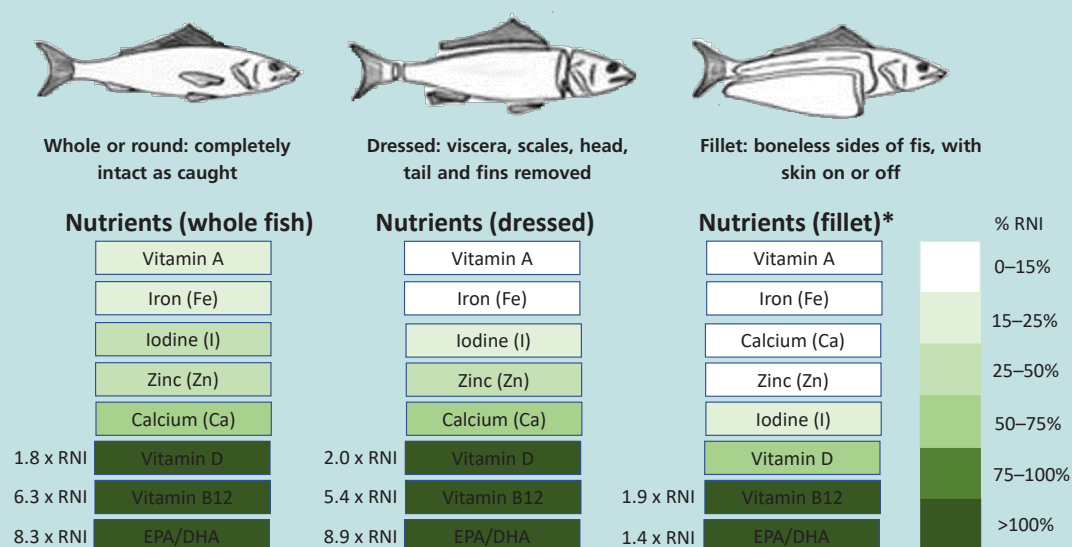 Whole or round: completely
intact as caught
Dressed: viscera, scales, head,
tail and fins removed
Fillet: boneless sides of fis, with
skin on or off
Nutrients (whole fish)
Vitamin A
Iron (Fe)
Iodine (I)
Zinc (Zn)
Calcium (Ca)
1.8 x RNI Vitamin D
6.3 x RNI Vitamin B12
8.3 x RNI EPA/DHA
Nutrients (dressed)
Vitamin A
Iron (Fe)
Iodine (I)
Zinc (Zn)
Calcium (Ca)
2.0 x RNI Vitamin D
5.4 x RNI Vitamin B12
8.9 x RNI EPA/DHA
Nutrients (fillet)*
Vitamin A
Iron (Fe)
Calcium (Ca)
Zinc (Zn)
Iodine (I)
Vitamin D
1.9 x RNI Vitamin B12
1.4 x RNI EPA/DHA
% RNI
0–15%
15–25%
25–50%
50–75%
75–100%
>100%